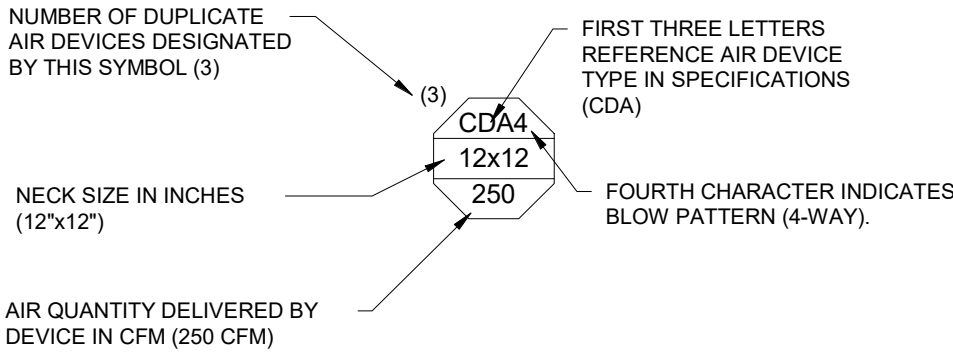 NUMBER OF DUPLICATE
AIR DEVICES DESIGNATED
BY THIS SYMBOL (3)
FIRST THREE LETTERS
REFERENCE AIR DEVICE
TYPE IN SPECIFICATIONS
(CDA)
(3)
CDA4
12x12
250
NECK SIZE IN INCHES
(12"x12")
FOURTH CHARACTER INDICATES
BLOW PATTERN (4-WAY).
AIR QUANTITY DELIVERED BY
DEVICE IN CFM (250 CFM)